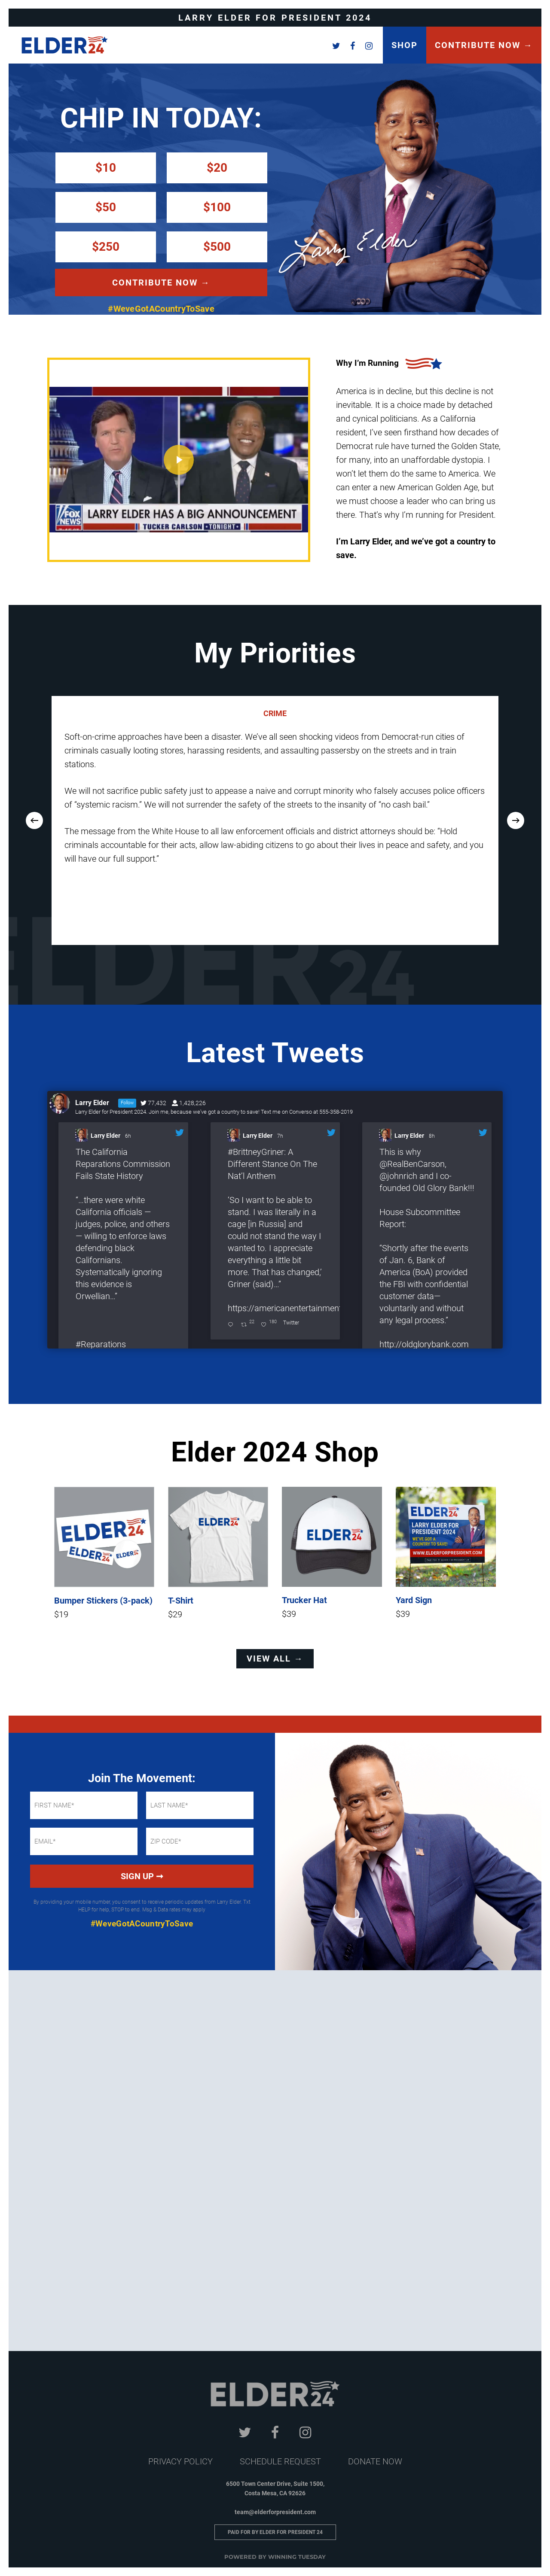 LARRY ELDER FOR PRESIDENT 2024
ELDER24
SHOP
CONTRIBUTE NOW →
CHIP IN TODAY:
$10
$20
$50
$100
$250
$500
CONTRIBUTE NOW →
#WeveGotACountryToSave
Larry Elder
FOX NEWS
LARRY ELDER HAS A BIG ANNOUNCEMENT
TUCKER CARLSON TONIGHT
Why I'm Running
America is in decline, but this decline is not
inevitable. It is a choice made by detached
and cynical politicians. As a California
resident, I've seen firsthand how decades of
Democrat rule have turned the Golden State,
for many, into an unaffordable dystopia. I
won't let them do the same to America. We
can enter a new American Golden Age, but
we must choose a leader who can bring us
there. That's why I'm running for President.
I'm Larry Elder, and we've got a country to
save.
My Priorities
CRIME
Soft-on-crime approaches have been a disaster. We've all seen shocking videos from Democrat-run cities of
criminals casually looting stores, harassing residents, and assaulting passersby on the streets and in train
stations.
We will not sacrifice public safety just to appease a naive and corrupt minority who falsely accuses police officers
of “systemic racism.” We will not surrender the safety of the streets to the insanity of “no cash bail.”
The message from the White House to all law enforcement officials and district attorneys should be: “Hold
criminals accountable for their acts, allow law-abiding citizens to go about their lives in peace and safety, and you
will have our full support.”
ELDER24
Latest Tweets
Larry Elder Follow 77,432 1,428,226
Larry Elder for President 2024. Join me, because we've got a country to save! Text me on Converso at 555-358-2019
Larry Elder 6h
The California
Reparations Commission
Fails State History
“...there were white
California officials —
judges, police, and others
— willing to enforce laws
defending black
Californians.
Systematically ignoring
this evidence is
Orwellian...”
#Reparations
Larry Elder 7h
#BrittneyGriner: A
Different Stance On The
Nat'l Anthem
‘So I want to be able to
stand. I was literally in a
cage [in Russia] and
could not stand the way I
wanted to. I appreciate
everything a little bit
more. That has changed,’
Griner (said)...”
https://americanentertainment
22 180 Twitter
Larry Elder 8h
This is why
@RealBenCarson,
@johnrich and I co-
founded Old Glory Bank!!!
House Subcommittee
Report:
“Shortly after the events
of Jan. 6, Bank of
America (BoA) provided
the FBI with confidential
customer data—
voluntarily and without
any legal process.”
http://oldglorybank.com
Elder 2024 Shop
ELDER24
ELDER24
ELDER24
ELDER24
ELDER24
ELDER24
LARRY ELDER FOR
PRESIDENT 2024
WE'VE GOT A
COUNTRY TO SAVE!
WWW.ELDERFORPRESIDENT.COM
Bumper Stickers (3-pack)
$19
T-Shirt
$29
Trucker Hat
$39
Yard Sign
$39
VIEW ALL →
Join The Movement:
FIRST NAME*
LAST NAME*
EMAIL*
ZIP CODE*
SIGN UP →
By providing your mobile number, you consent to receive periodic updates from Larry Elder. Txt
HELP for help, STOP to end. Msg & Data rates may apply
#WeveGotACountryToSave
ELDER24
PRIVACY POLICY
SCHEDULE REQUEST
DONATE NOW
6500 Town Center Drive, Suite 1500,
Costa Mesa, CA 92626
team@elderforpresident.com
PAID FOR BY ELDER FOR PRESIDENT 24
POWERED BY WINNING TUESDAY